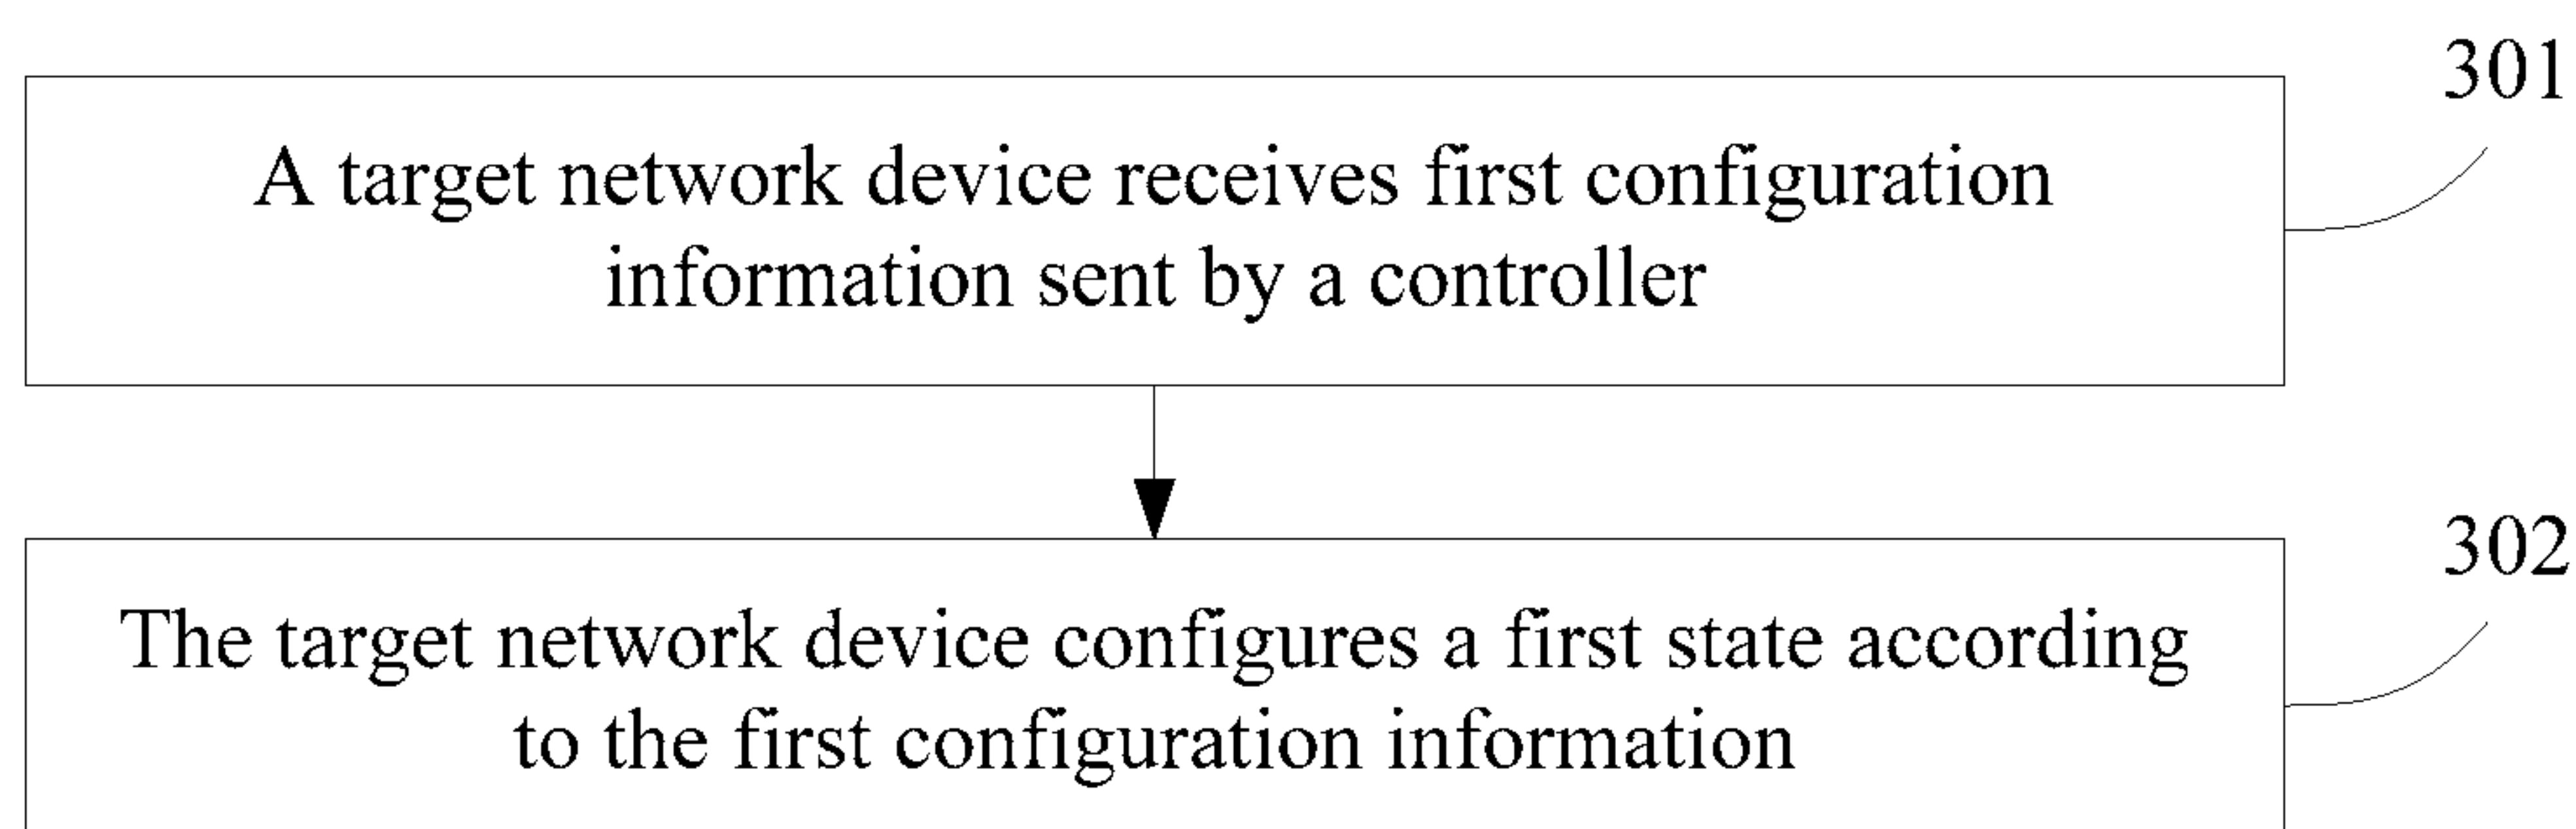 301
A target network device receives first configuration
information sent by a controller
302
The target network device configures a first state according
to the first configuration information